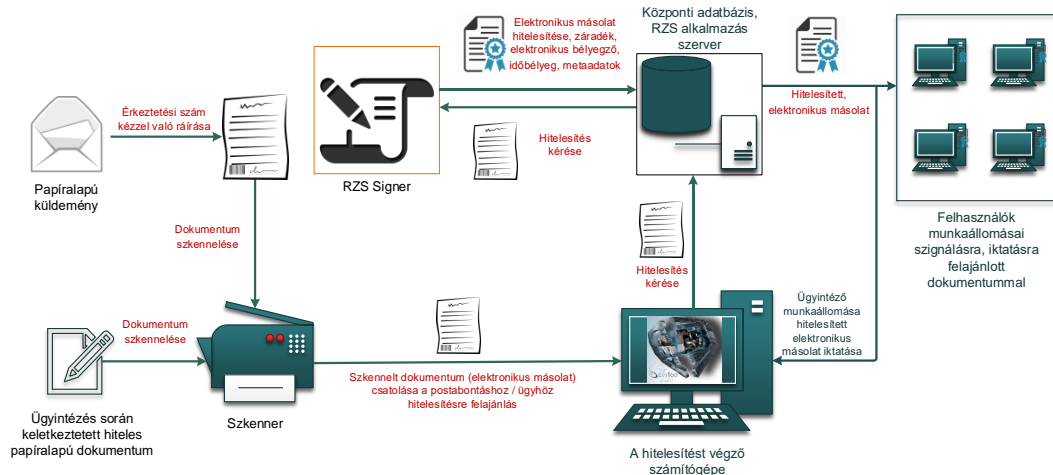 Elektronikus másolat
hitelesítése, záradék,
elektronikus bélyegző,
időbélyeg, metaadatok
Központi adatbázis,
RZS alkalmazás
szerver
Érkeztetési szám
kézzel való ráírása
Hitelesítés
kérése
Hitelesített,
elektronikus másolat
Papíralapú
küldemény
RZS Signer
Felhasználók
munkaállomásai
szignálásra, iktatásra
felajánlott
dokumentummal
Dokumentum
szkennelése
Hitelesítés
kérése
Ügyintéző
munkaállomása
hitelesített
elektronikus
másolat iktatása
Dokumentum
szkennelése
Szkennelt dokumentum (elektronikus másolat)
csatolása a postabontáshoz / ügyhöz
hitelesítésre felajánlás
Ügyintézés során
keletkeztetett hiteles
papíralapú dokumentum
Szkenner
A hitelesítést végző
számítógépe